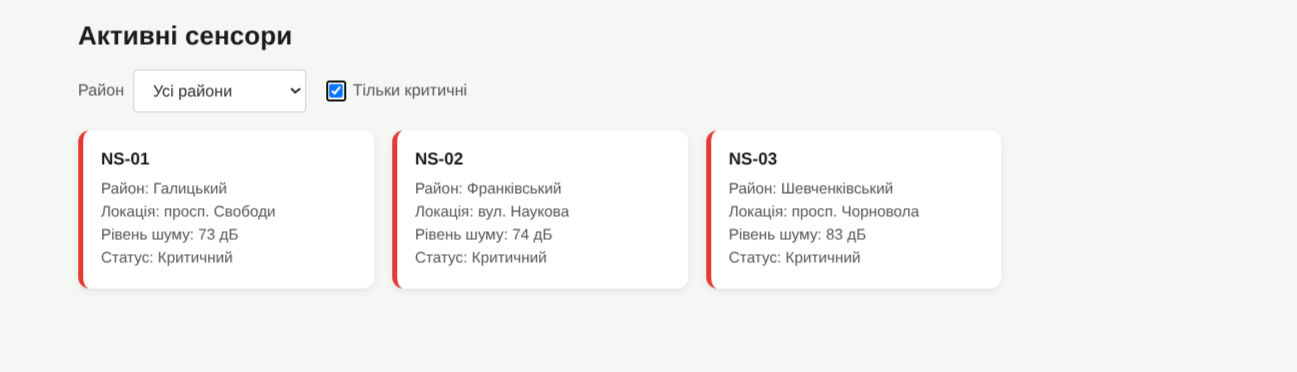 Активні сенсори
Район Усі райони Тільки критичні
NS-01
Район: Галицький
Локація: просп. Свободи
Рівень шуму: 73 дБ
Статус: Критичний
NS-02
Район: Франківський
Локація: вул. Наукова
Рівень шуму: 74 дБ
Статус: Критичний
NS-03
Район: Шевченківський
Локація: просп. Чорновола
Рівень шуму: 83 дБ
Статус: Критичний